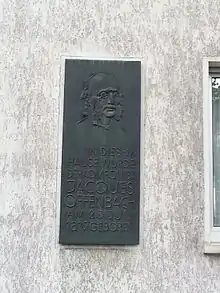 IN DIESEM
HAUSE WURDE
DER KOMPONIST
JACQUES
OFFENBACH
AM 20. JUNI
1819 GEBOREN